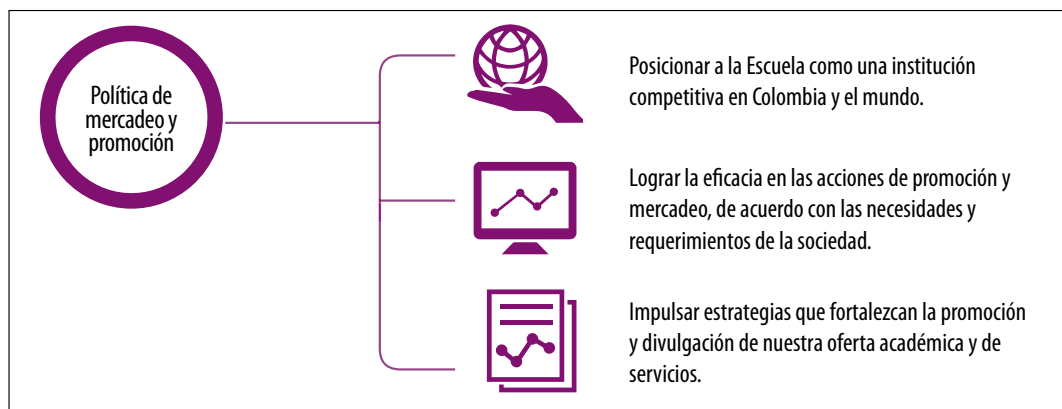 Política de
mercadeo y
promoción
Posicionar a la Escuela como una institución
competitiva en Colombia y el mundo.
Lograr la eficacia en las acciones de promoción y
mercadeo, de acuerdo con las necesidades y
requerimientos de la sociedad.
Impulsar estrategias que fortalezcan la promoción
y divulgación de nuestra oferta académica y de
servicios.